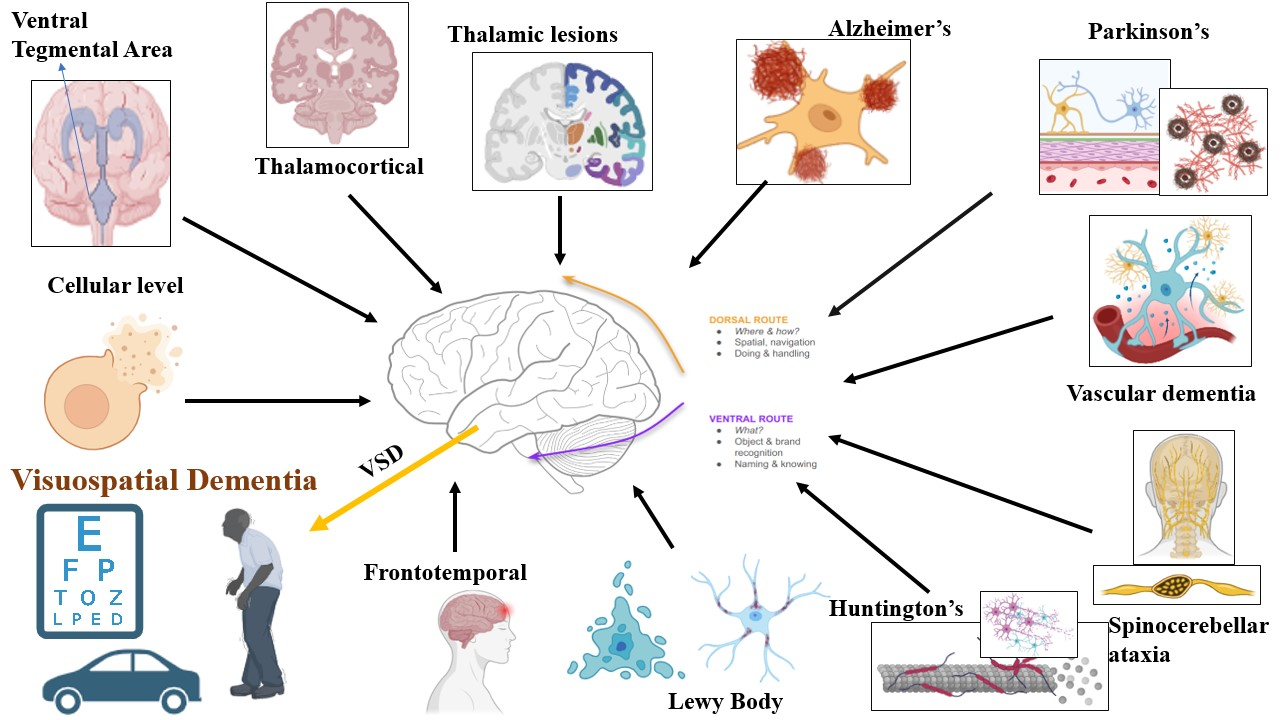 Ventral
Tegmental Area
Thalamocortical
Thalamic lesions
Alzheimer's
Parkinson's
Cellular level
DORSAL ROUTE
● Where & how?
● Spatial, navigation
● Doing & handling
Vascular dementia
VENTRAL ROUTE
● What?
● Object & brand
recognition
● Naming & knowing
VSD
Visuospatial Dementia
E
F P
T O Z
L P E D
Frontotemporal
Lewy Body
Huntington's
Spinocerebellar
ataxia